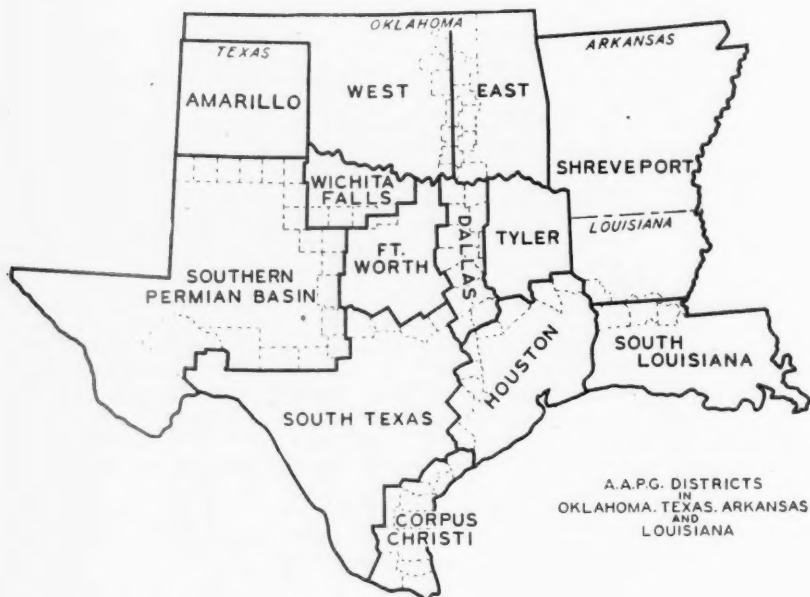 OKLAHOMA
TEXAS
ARKANSAS
AMARILLO
WEST
EAST
SHREVEPORT
WICHITA
FALLS
LOUISIANA
DALLAS
TYLER
FT.
WORTH
SOUTHERN
PERMIAN BASIN
HOUSTON
SOUTH
LOUISIANA
SOUTH TEXAS
CORPUS
CHRISTI
A.A.P.G. DISTRICTS
IN
OKLAHOMA, TEXAS, ARKANSAS
AND
LOUISIANA